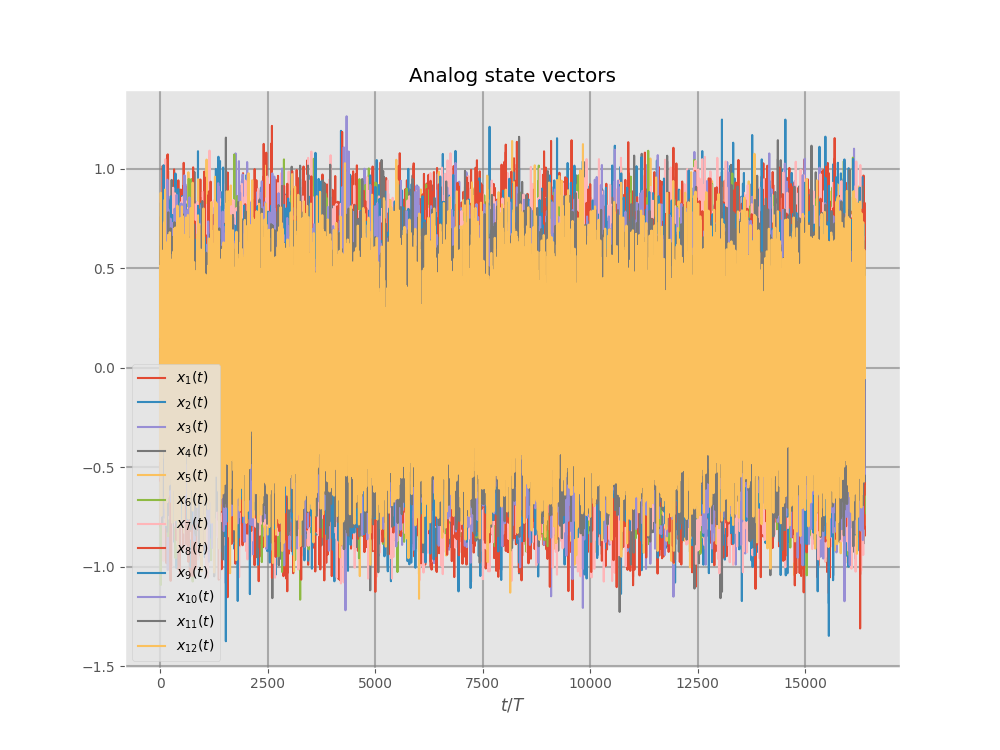 Analog state vectors
1.0
0.5
0.0
−0.5
−1.0
−1.5
x₁(t)
x₂(t)
x₃(t)
x₄(t)
x₅(t)
x₆(t)
x₇(t)
x₈(t)
x₉(t)
x₁₀(t)
x₁₁(t)
x₁₂(t)
0 2500 5000 7500 10000 12500 15000
t/T